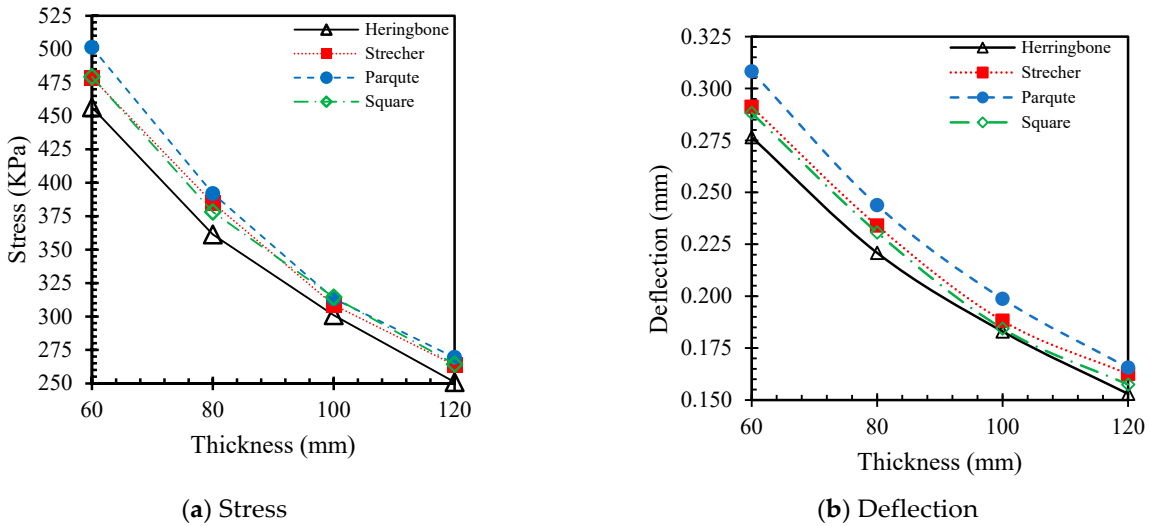 525
500
475
450
425
400
375
350
325
300
275
250
Stress (KPa)
60 80 100 120
Thickness (mm)
Heringbone
Strecher
Parqute
Square
(a) Stress
0.325
0.300
0.275
0.250
0.225
0.200
0.175
0.150
Deflection (mm)
60 80 100 120
Thickness (mm)
Herringbone
Strecher
Parqute
Square
(b) Deflection